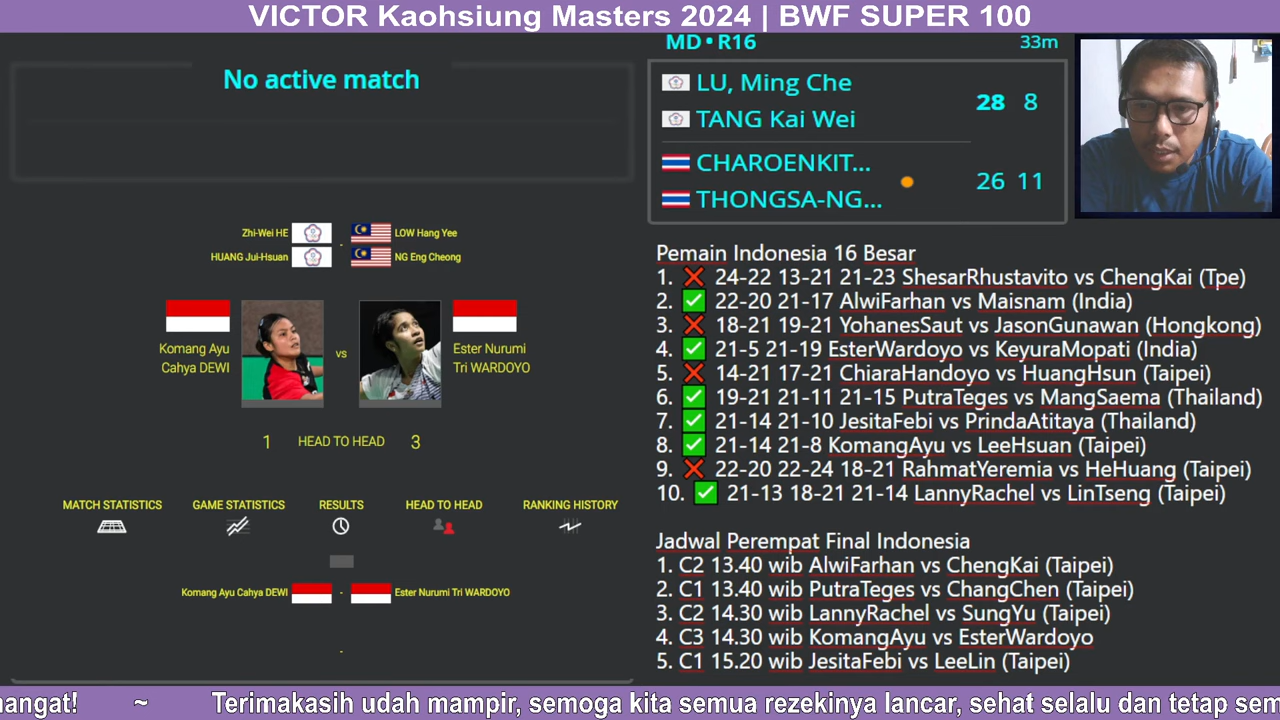 VICTOR Kaohsiung Masters 2024 | BWF SUPER 100
No active match
Zhi-Wei HE
HUANG Jui-Hsuan
-
LOW Hang Yee
NG Eng Cheong
Komang Ayu
Cahya DEWI
vs
Ester Nurumi
Tri WARDOYO
1 HEAD TO HEAD 3
MATCH STATISTICS GAME STATISTICS RESULTS HEAD TO HEAD RANKING HISTORY
Komang Ayu Cahya DEWI - Ester Nurumi Tri WARDOYO
-
MD • R16 33m
LU, Ming Che
TANG Kai Wei
28 8
CHAROENKIT...
THONGSA-NG...
26 11
Pemain Indonesia 16 Besar
1. ❌ 24-22 13-21 21-23 ShesarRhustavito vs ChengKai (Tpe)
2. ✅ 22-20 21-17 AlwiFarhan vs Maisnam (India)
3. ❌ 18-21 19-21 YohanesSaut vs JasonGunawan (Hongkong)
4. ✅ 21-5 21-19 EsterWardoyo vs KeyuraMopati (India)
5. ❌ 14-21 17-21 ChiaraHandoyo vs HuangHsun (Taipei)
6. ✅ 19-21 21-11 21-15 PutraTeges vs MangSaema (Thailand)
7. ✅ 21-14 21-10 JesitaFebi vs PrindaAtitaya (Thailand)
8. ✅ 21-14 21-8 KomangAyu vs LeeHsuan (Taipei)
9. ❌ 22-20 22-24 18-21 RahmatYeremia vs HeHuang (Taipei)
10. ✅ 21-13 18-21 21-14 LannyRachel vs LinTseng (Taipei)
Jadwal Perempat Final Indonesia
1. C2 13.40 wib AlwiFarhan vs ChengKai (Taipei)
2. C1 13.40 wib PutraTeges vs ChangChen (Taipei)
3. C2 14.30 wib LannyRachel vs SungYu (Taipei)
4. C3 14.30 wib KomangAyu vs EsterWardoyo
5. C1 15.20 wib JesitaFebi vs LeeLin (Taipei)
nangat! ~ Terimakasih udah mampir, semoga kita semua rezekinya lancar, sehat selalu dan tetap sem